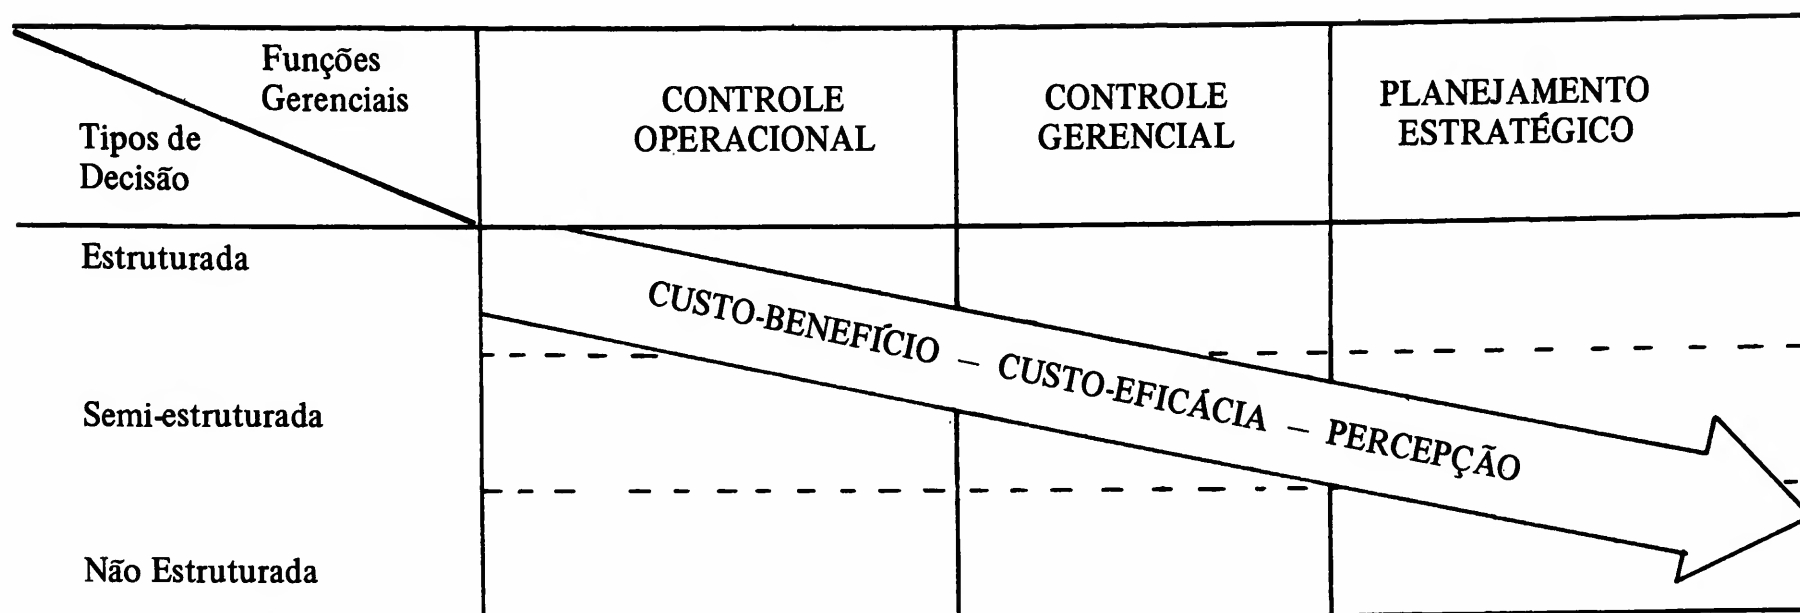 Funções
Gerenciais
Tipos de
Decisão
CONTROLE
OPERACIONAL
CONTROLE
GERENCIAL
PLANEJAMENTO
ESTRATÉGICO
Estruturada
CUSTO-BENEFÍCIO – CUSTO-EFICÁCIA – PERCEPÇÃO
Semi-estruturada
Não Estruturada